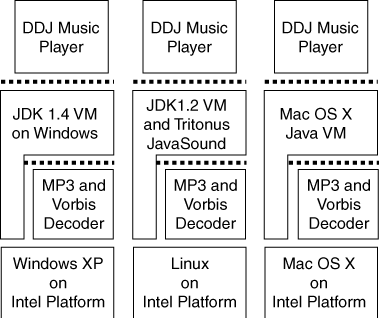 DDJ Music
Player
DDJ Music
Player
DDJ Music
Player
JDK 1.4 VM
on Windows
JDK1.2 VM
and Tritonus
JavaSound
Mac OS X
Java VM
MP3 and
Vorbis
Decoder
MP3 and
Vorbis
Decoder
MP3 and
Vorbis
Decoder
Windows XP
on
Intel Platform
Linux
on
Intel Platform
Mac OS X
on
Intel Platform